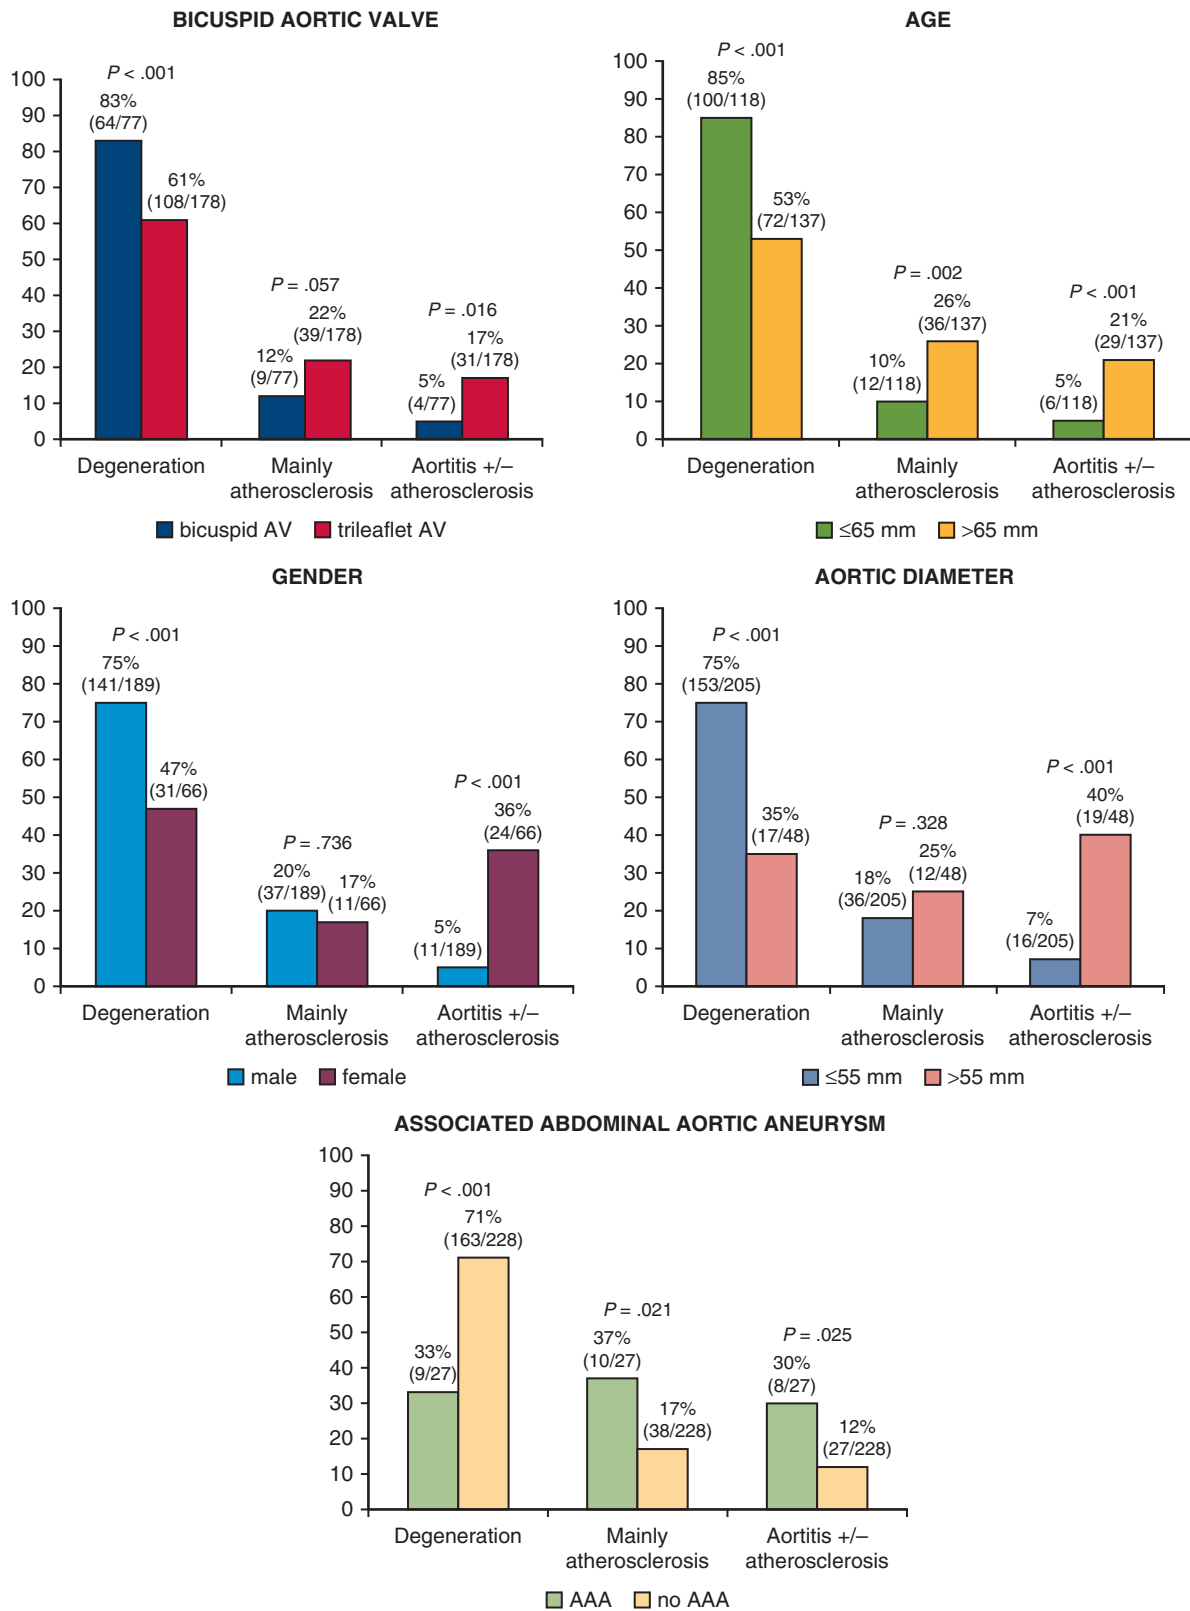 BICUSPID AORTIC VALVE
P < .001
100
90
80
70
60
50
40
30
20
10
0
83%
(64/77)
61%
(108/178)
P = .057
12%
(9/77)
22%
(39/178)
P = .016
5%
(4/77)
17%
(31/178)
Degeneration
Mainly
atherosclerosis
Aortitis +/–
atherosclerosis
bicuspid AV
trileaflet AV
AGE
P < .001
100
90
80
70
60
50
40
30
20
10
0
85%
(100/118)
53%
(72/137)
P = .002
10%
(12/118)
26%
(36/137)
P < .001
5%
(6/118)
21%
(29/137)
Degeneration
Mainly
atherosclerosis
Aortitis +/–
atherosclerosis
≤65 mm
>65 mm
GENDER
100
90
80
70
60
50
40
30
20
10
0
P < .001
75%
(141/189)
47%
(31/66)
P = .736
20%
(37/189)
17%
(11/66)
P < .001
5%
(11/189)
36%
(24/66)
Degeneration
Mainly
atherosclerosis
Aortitis +/–
atherosclerosis
male
female
AORTIC DIAMETER
100
90
80
70
60
50
40
30
20
10
0
P < .001
75%
(153/205)
35%
(17/48)
P = .328
18%
(36/205)
25%
(12/48)
P < .001
7%
(16/205)
40%
(19/48)
Degeneration
Mainly
atherosclerosis
Aortitis +/–
atherosclerosis
≤55 mm
>55 mm
ASSOCIATED ABDOMINAL AORTIC ANEURYSM
100
90
80
70
60
50
40
30
20
10
0
P < .001
33%
(9/27)
71%
(163/228)
P = .021
37%
(10/27)
17%
(38/228)
P = .025
30%
(8/27)
12%
(27/228)
Degeneration
Mainly
atherosclerosis
Aortitis +/–
atherosclerosis
AAA
no AAA